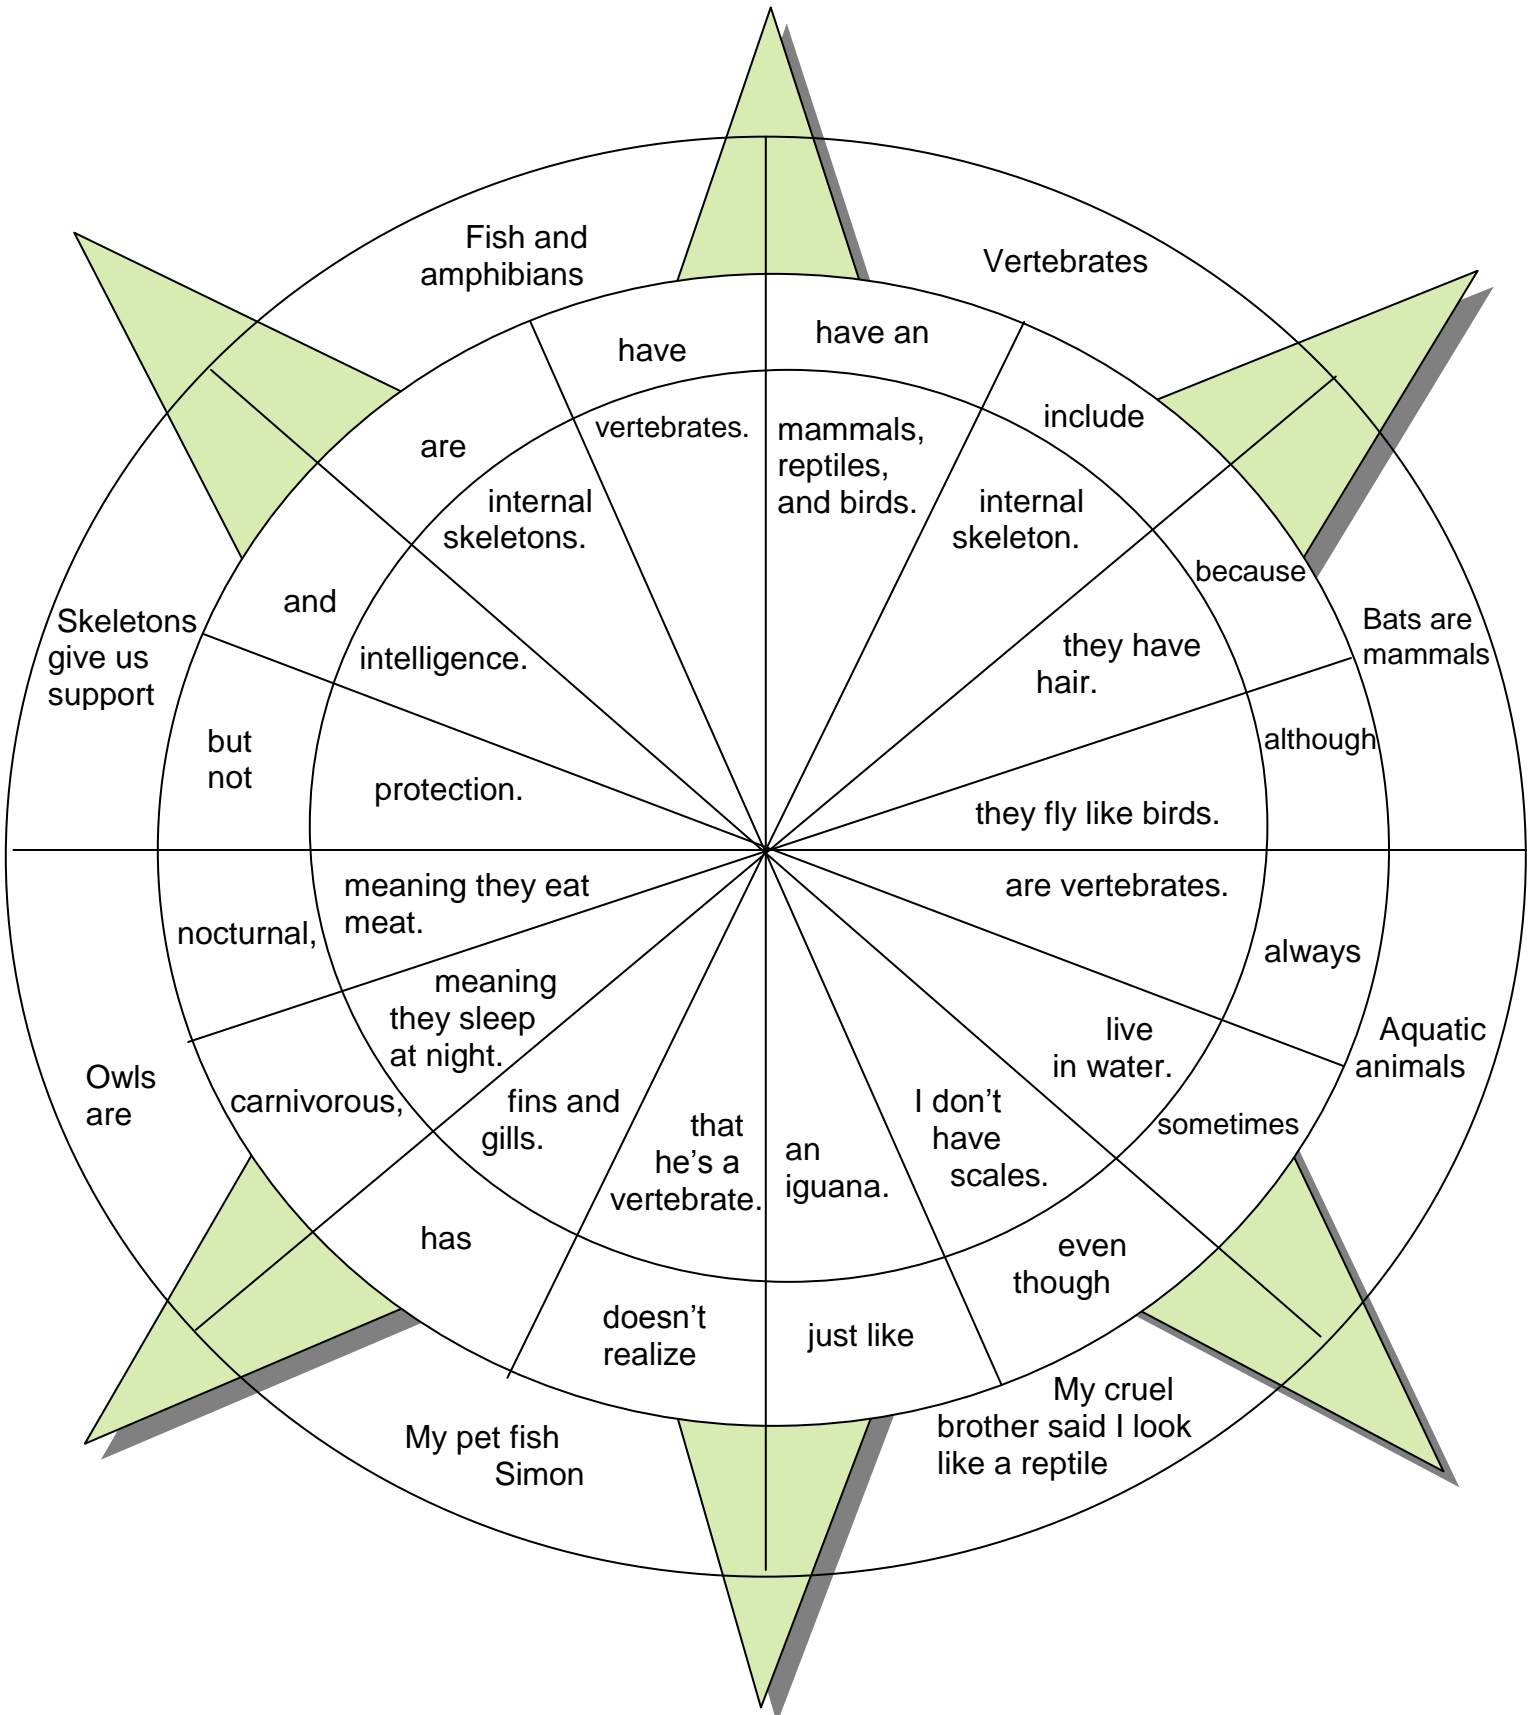 Fish and
amphibians
Vertebrates
have
have an
are
include
vertebrates.
mammals,
reptiles,
and birds.
internal
skeletons.
internal
skeleton.
because
and
Skeletons
give us
support
Bats are
mammals
intelligence.
they have
hair.
but
not
although
protection.
they fly like birds.
meaning they eat
meat.
are vertebrates.
nocturnal,
always
meaning
they sleep
at night.
live
in water.
Aquatic
animals
Owls
are
carnivorous,
fins and
gills.
that
he's a
vertebrate.
an
iguana.
I don't
have
scales.
sometimes
has
even
though
doesn't
realize
just like
My pet fish
Simon
My cruel
brother said I look
like a reptile